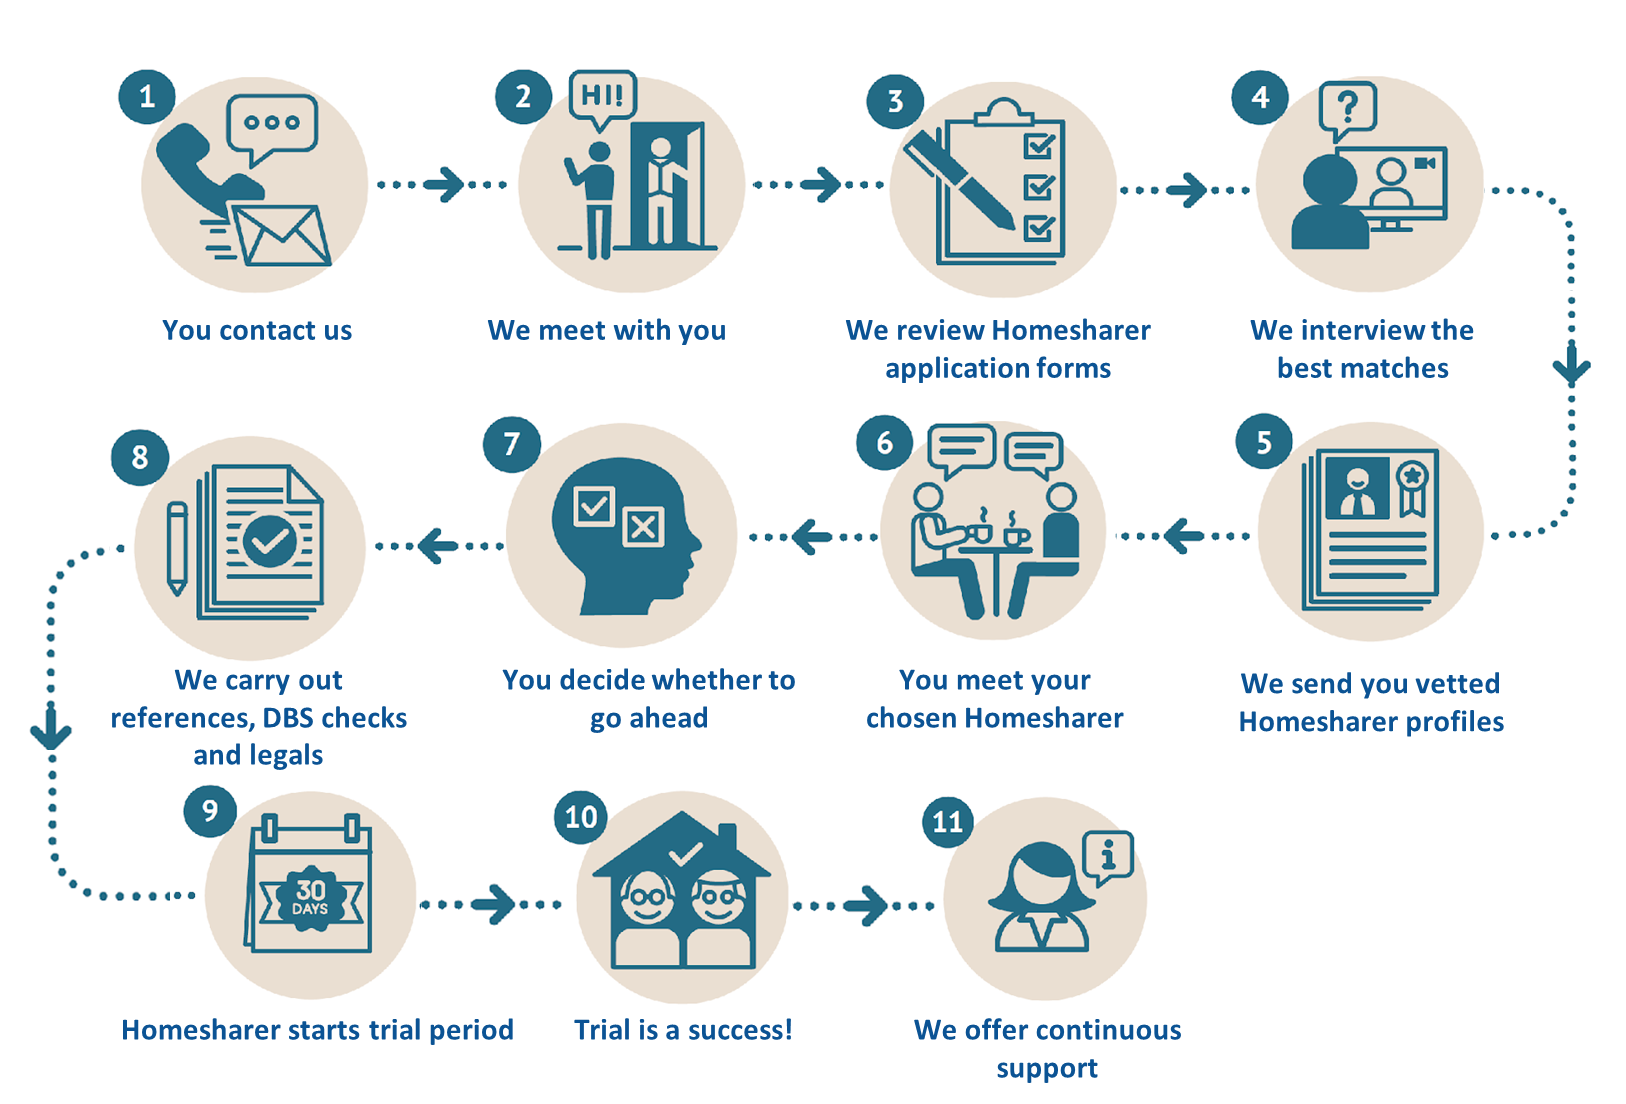 1
You contact us
2
HI!
We meet with you
3
We review Homesharer
application forms
4
?
We interview the
best matches
5
We send you vetted
Homesharer profiles
6
You meet your
chosen Homesharer
7
You decide whether to
go ahead
8
We carry out
references, DBS checks
and legals
9
30
DAYS
Homesharer starts trial period
10
Trial is a success!
11
i
We offer continuous
support